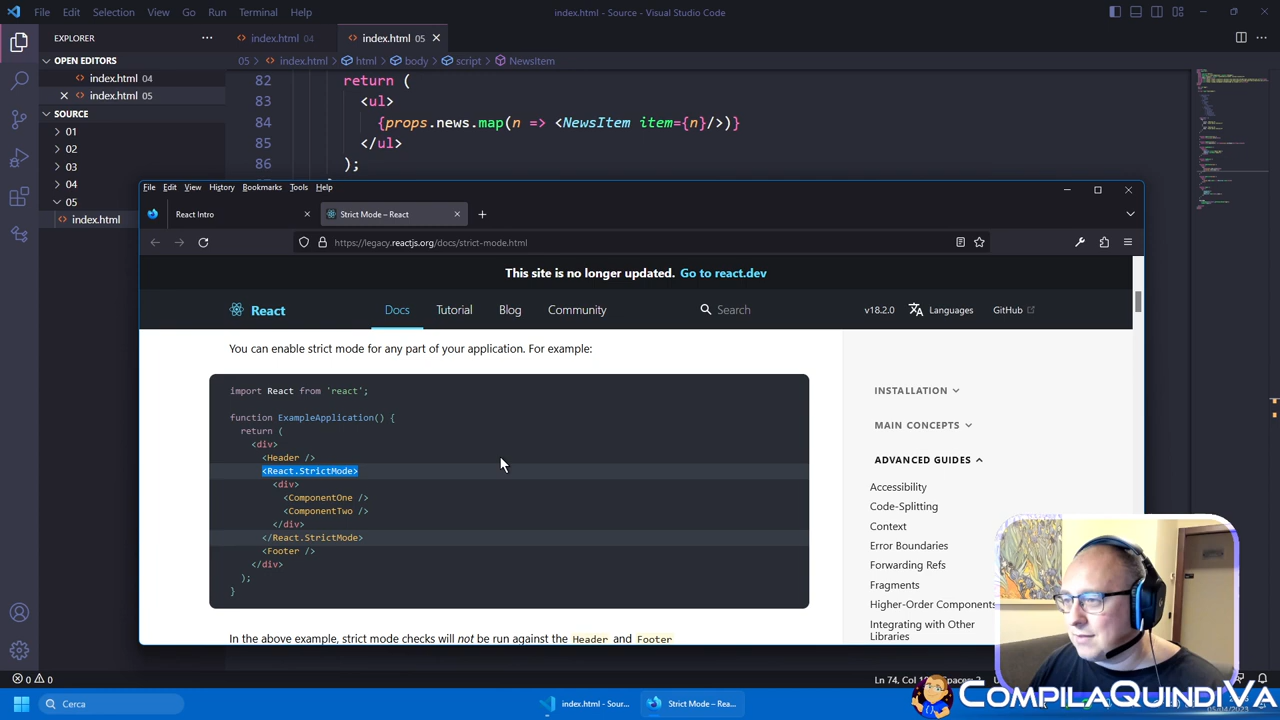 File Edit Selection View Go Run Terminal Help
index.html - Source - Visual Studio Code
EXPLORER
index.html 04
index.html 05
OPEN EDITORS
05 > index.html > html > body > script > NewsItem
index.html 04
index.html 05
SOURCE
01
02
03
04
05
index.html
82 return (
83 <ul>
84 {props.news.map(n => <NewsItem item={n}/>)}
85 </ul>
86 );
File Edit View History Bookmarks Tools Help
React Intro
Strict Mode – React
https://legacy.reactjs.org/docs/strict-mode.html
This site is no longer updated. Go to react.dev
React
Docs Tutorial Blog Community
Search
v18.2.0 Languages GitHub
You can enable strict mode for any part of your application. For example:
import React from 'react';
function ExampleApplication() {
return (
<div>
<Header />
<React.StrictMode>
<div>
<ComponentOne />
<ComponentTwo />
</div>
</React.StrictMode>
<Footer />
</div>
);
}
In the above example, strict mode checks will not be run against the Header and Footer
INSTALLATION
MAIN CONCEPTS
ADVANCED GUIDES
Accessibility
Code-Splitting
Context
Error Boundaries
Forwarding Refs
Fragments
Higher-Order Components
Integrating with Other
Libraries
0 0
Cerca
index.html - Sour...
Strict Mode – Rea...
COMPILAQUINDIVA